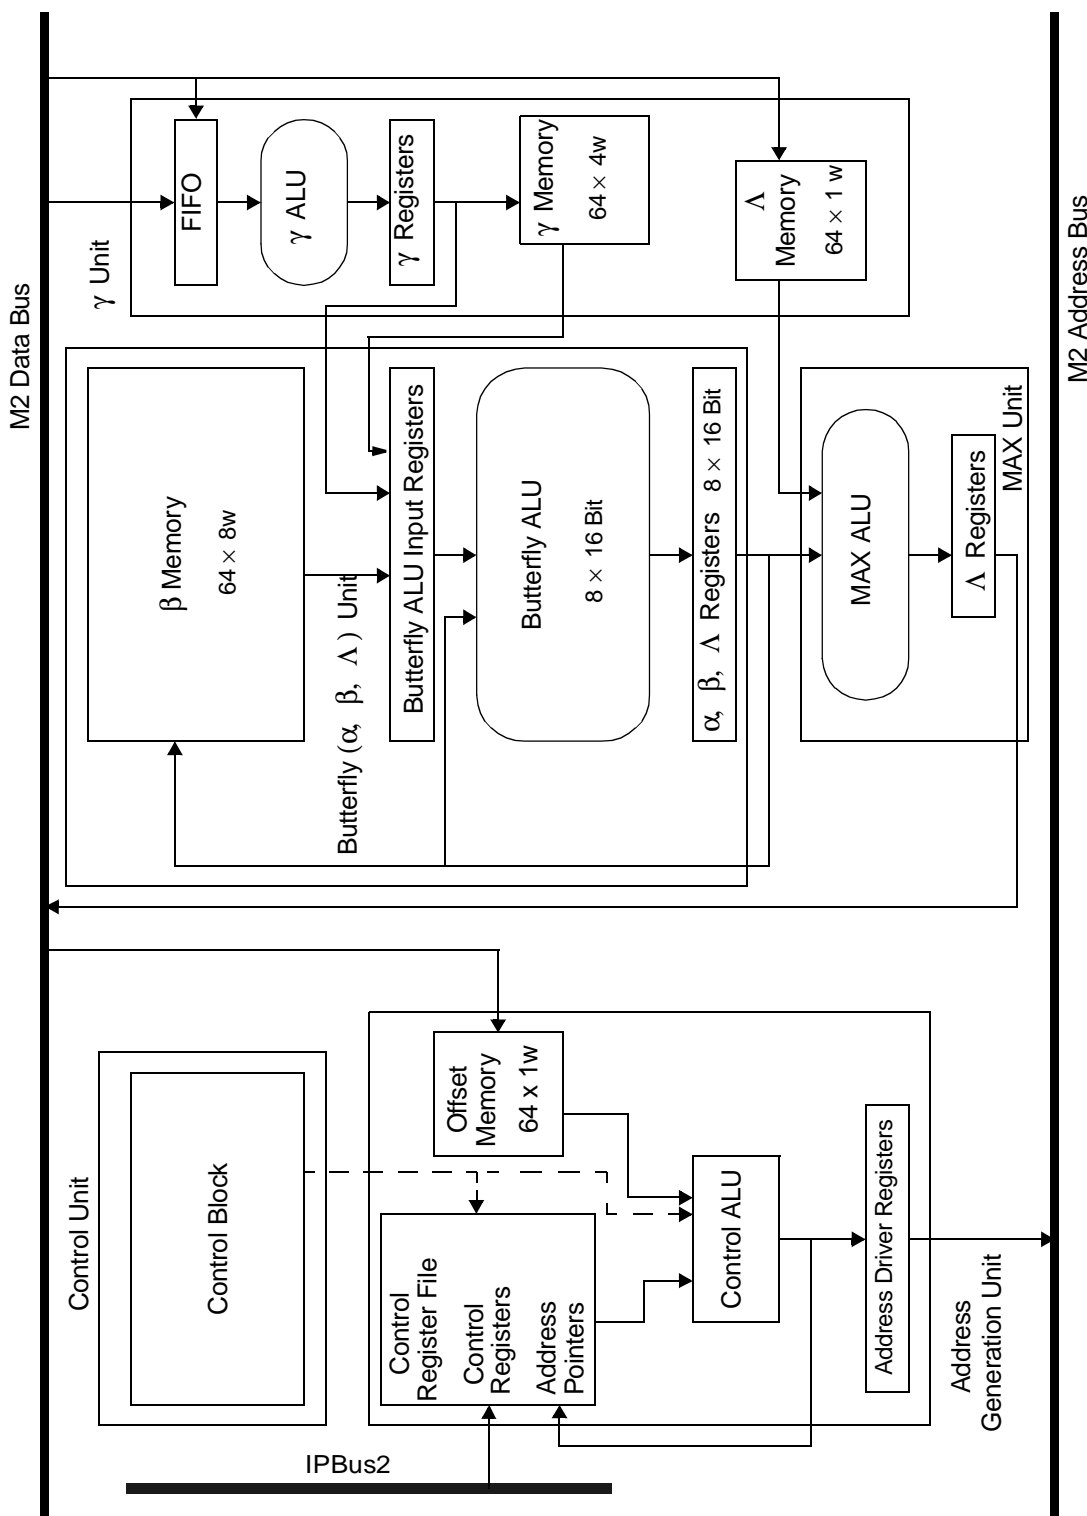 M2 Data Bus
Control Unit
Control Block
IPBus2
Control
Register File
Control
Registers
Address
Pointers
Offset
Memory
64 x 1w
Control ALU
Address Driver Registers
Address
Generation Unit
γ Unit
FIFO
γ ALU
γ Registers
γ Memory
64 × 4w
Λ
Memory
64 × 1 w
β Memory
64 × 8w
Butterfly (α, β, Λ) Unit
Butterfly ALU Input Registers
Butterfly ALU
8 × 16 Bit
α, β, Λ Registers 8 × 16 Bit
MAX ALU
Λ Registers
MAX Unit
M2 Address Bus